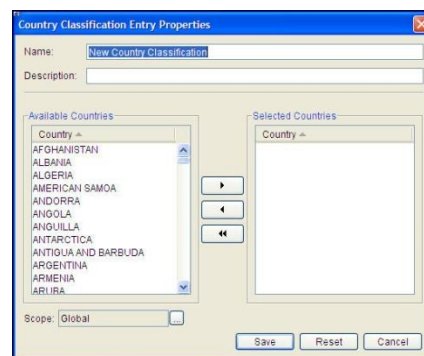 Country Classification Entry Properties
Name: New Country Classification
Description:
Available Countries
Selected Countries
Country
Country
AFGHANISTAN
ALBANIA
ALGERIA
AMERICAN SAMOA
ANDORRA
ANGOLA
ANGUILLA
ANTARCTICA
ANTIGUA AND BARBUDA
ARGENTINA
ARMENIA
ARUBA
Scope: Global ...
Save Reset Cancel